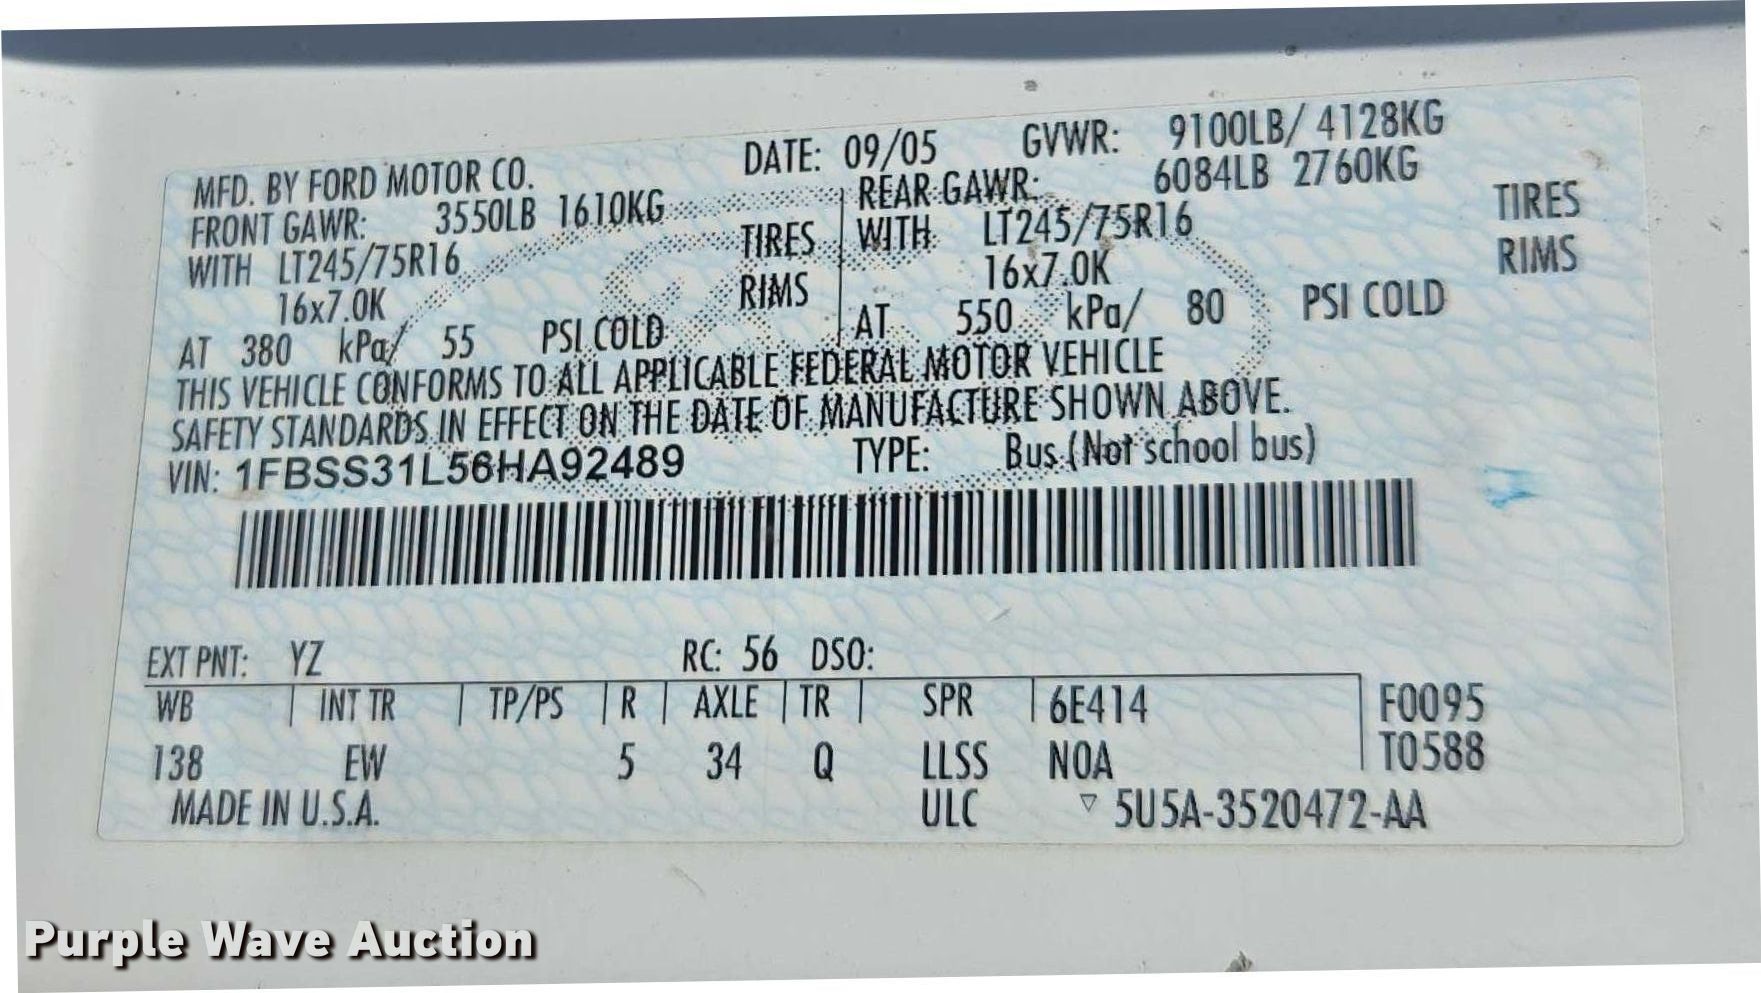 MFD. BY FORD MOTOR CO. DATE: 09/05 GVWR: 9100LB/ 4128KG
FRONT GAWR: 3550LB 1610KG REAR GAWR: 6084LB 2760KG
WITH LT245/75R16 TIRES WITH LT245/75R16 TIRES
16x7.0K RIMS 16x7.0K RIMS
AT 380 kPa/ 55 PSI COLD AT 550 kPa/ 80 PSI COLD
THIS VEHICLE CONFORMS TO ALL APPLICABLE FEDERAL MOTOR VEHICLE
SAFETY STANDARDS IN EFFECT ON THE DATE OF MANUFACTURE SHOWN ABOVE.
VIN: 1FBSS31L56HA92489 TYPE: Bus (Not school bus)
EXT PNT: YZ RC: 56 DSO:
WB INT TR TP/PS R AXLE TR SPR 6E414 F0095
138 EW 5 34 Q LLSS NOA T0588
MADE IN U.S.A. ULC ▽ 5U5A-3520472-AA
Purple Wave Auction